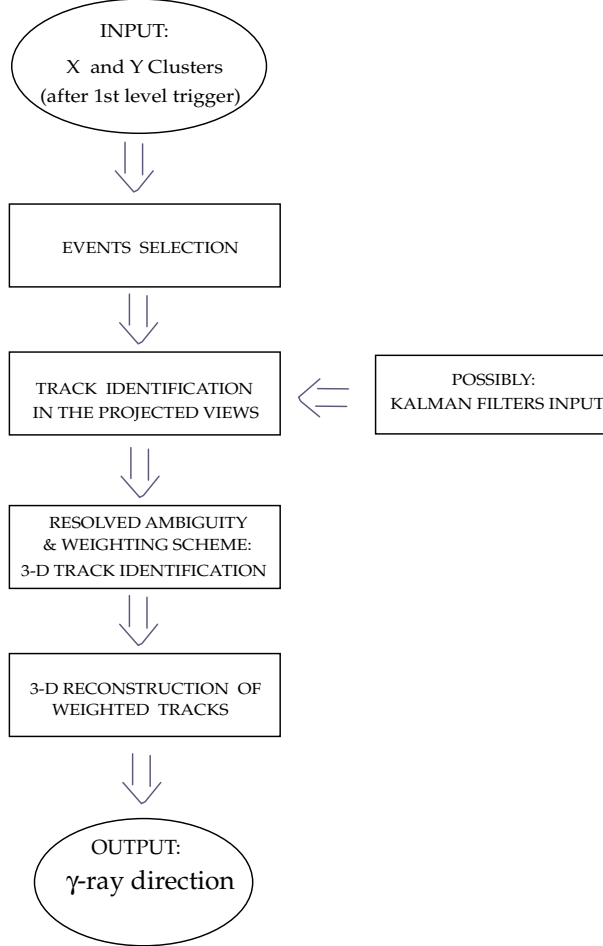 INPUT:
X and Y Clusters
(after 1st level trigger)
EVENTS SELECTION
TRACK IDENTIFICATION
IN THE PROJECTED VIEWS
POSSIBLY:
KALMAN FILTERS INPUT
RESOLVED AMBIGUITY
& WEIGHTING SCHEME:
3-D TRACK IDENTIFICATION
3-D RECONSTRUCTION OF
WEIGHTED TRACKS
OUTPUT:
γ-ray direction